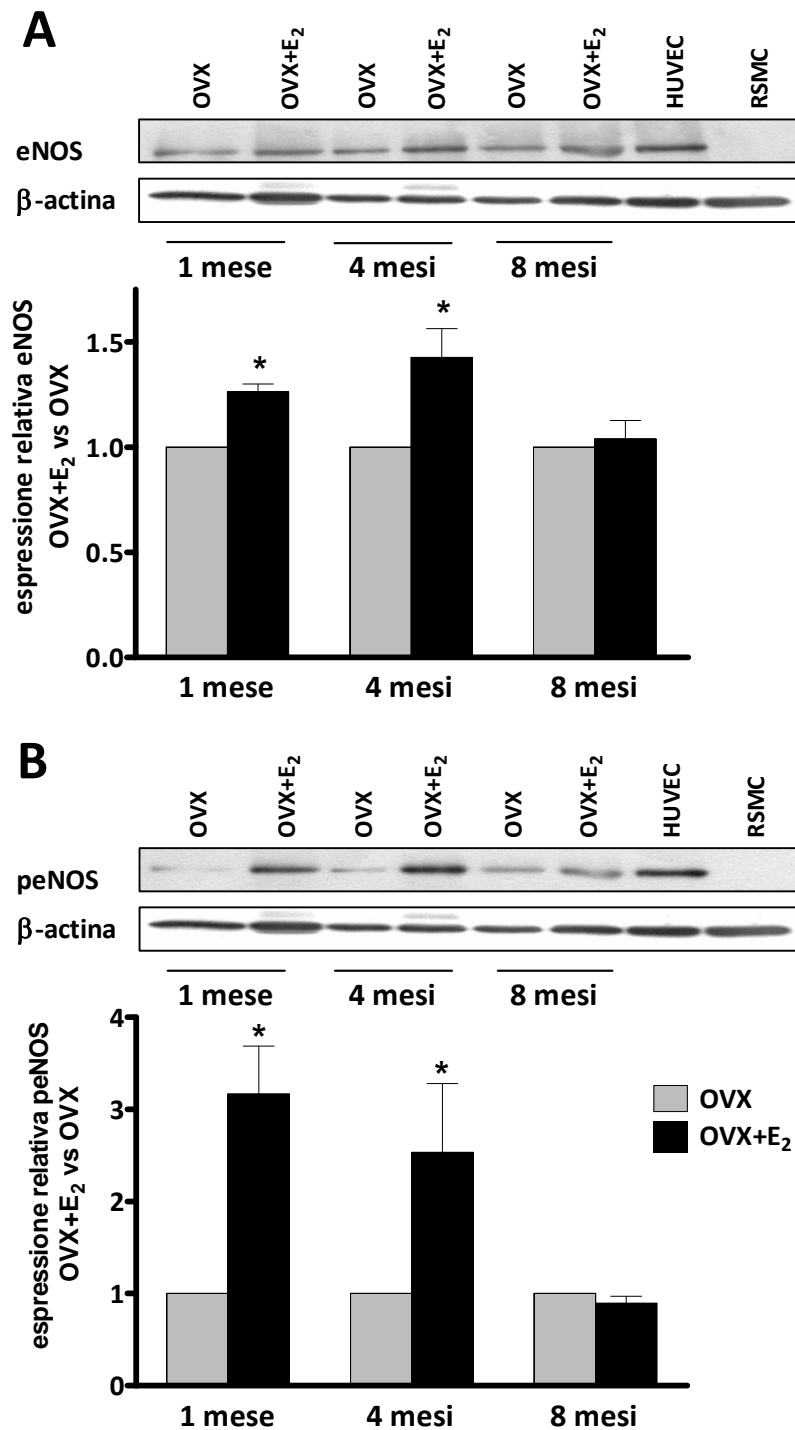 A
OVX OVX+E₂ OVX OVX+E₂ OVX OVX+E₂ HUVEC RSMC
eNOS
β-actina
1 mese 4 mesi 8 mesi
espressione relativa eNOS
OVX+E₂ vs OVX
1.5
1.0
0.5
0.0
* *
1 mese 4 mesi 8 mesi
B
OVX OVX+E₂ OVX OVX+E₂ OVX OVX+E₂ HUVEC RSMC
peNOS
β-actina
1 mese 4 mesi 8 mesi
espressione relativa peNOS
OVX+E₂ vs OVX
4
3
2
1
0
* *
OVX
OVX+E₂
1 mese 4 mesi 8 mesi